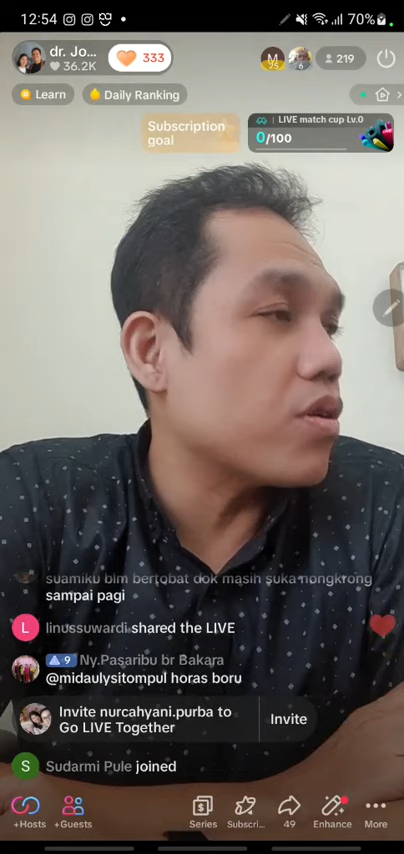 12:54
70%
dr. Jo...
36.2K
333
M
25
6
219
Learn
Daily Ranking
Subscription
goal
LIVE match cup Lv.0
0/100
suamiku blm bertobat dok masih suka nongkrong
sampai pagi
L
linussuwardi shared the LIVE
9 Ny.Pasaribu br Bakara
@midaulysitompul horas boru
Invite nurcahyani.purba to
Go LIVE Together
Invite
S
Sudarmi Pule joined
+Hosts
+Guests
Series
Subscri...
49
Enhance
More